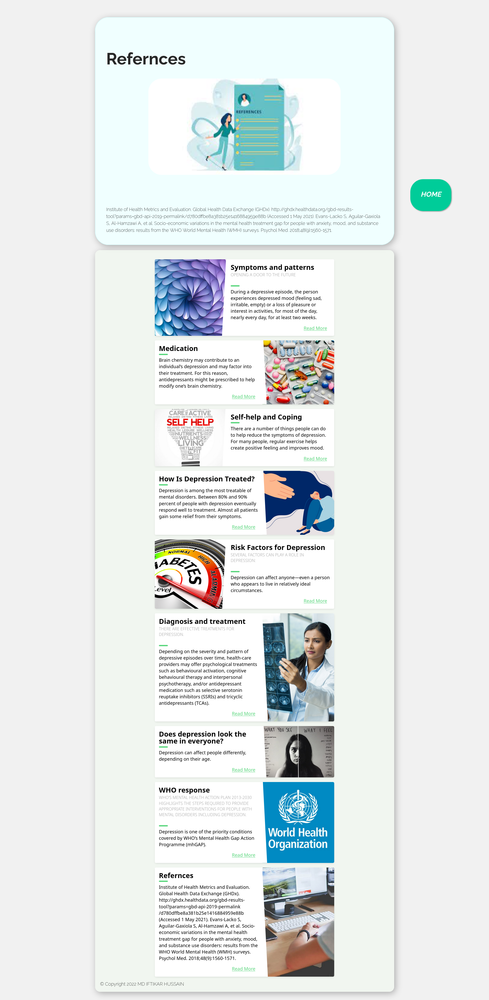 Refernces
REFERENCES
HOME
Institute of Health Metrics and Evaluation. Global Health Data Exchange (GHDx). http://ghdx.healthdata.org/gbd-results-
tool?params=gbd-api-2019-permalink/d780dffbe8a381b25e1416884959e88b (Accessed 1 May 2021). Evans-Lacko S, Aguilar-Gaxiola
S, Al-Hamzawi A, et al. Socio-economic variations in the mental health treatment gap for people with anxiety, mood, and substance
use disorders: results from the WHO World Mental Health (WMH) surveys. Psychol Med. 2018;48(9):1560-1571.
Symptoms and patterns
OPENING A DOOR TO THE FUTURE
During a depressive episode, the person
experiences depressed mood (feeling sad,
irritable, empty) or a loss of pleasure or
interest in activities, for most of the day,
nearly every day, for at least two weeks.
Read More
Medication
Brain chemistry may contribute to an
individual’s depression and may factor into
their treatment. For this reason,
antidepressants might be prescribed to help
modify one’s brain chemistry.
Read More
CARE ACTIVE
RELAXED DIETING FITNESS LIVING
SELF HELP
RELAXED DIETING FITNESS LIVING
HEALTH LEISURE WELLNESS
NUTRIENTS
WELLNESS
LIVING
DIET LIFE CARE
FIT
Self-help and Coping
There are a number of things people can do
to help reduce the symptoms of depression.
For many people, regular exercise helps
create positive feeling and improves mood.
Read More
How Is Depression Treated?
Depression is among the most treatable of
mental disorders. Between 80% and 90%
percent of people with depression eventually
respond well to treatment. Almost all patients
gain some relief from their symptoms.
Read More
NORMAL HIGH ALARMING
IABETES
Level
Risk Factors for Depression
SEVERAL FACTORS CAN PLAY A ROLE IN
DEPRESSION:
Depression can affect anyone—even a person
who appears to live in relatively ideal
circumstances.
Read More
Diagnosis and treatment
THERE ARE EFFECTIVE TREATMENTS FOR
DEPRESSION.
Depending on the severity and pattern of
depressive episodes over time, health-care
providers may offer psychological treatments
such as behavioural activation, cognitive
behavioural therapy and interpersonal
psychotherapy, and/or antidepressant
medication such as selective serotonin
reuptake inhibitors (SSRIs) and tricyclic
antidepressants (TCAs).
Read More
Does depression look the
same in everyone?
Depression can affect people differently,
depending on their age.
Read More
WHAT YOU SEE WHAT I FEEL
WHO response
WHO’S MENTAL HEALTH ACTION PLAN 2013-2030
HIGHLIGHTS THE STEPS REQUIRED TO PROVIDE
APPROPRIATE INTERVENTIONS FOR PEOPLE WITH
MENTAL DISORDERS INCLUDING DEPRESSION.
Depression is one of the priority conditions
covered by WHO’s Mental Health Gap Action
Programme (mhGAP).
Read More
World Health
Organization
Refernces
Institute of Health Metrics and Evaluation.
Global Health Data Exchange (GHDx).
http://ghdx.healthdata.org/gbd-results-
tool?params=gbd-api-2019-permalink
/d780dffbe8a381b25e1416884959e88b
(Accessed 1 May 2021). Evans-Lacko S,
Aguilar-Gaxiola S, Al-Hamzawi A, et al. Socio-
economic variations in the mental health
treatment gap for people with anxiety, mood,
and substance use disorders: results from the
WHO World Mental Health (WMH) surveys.
Psychol Med. 2018;48(9):1560-1571.
Read More
© Copyright 2022 MD IFTIKAR HUSSAIN